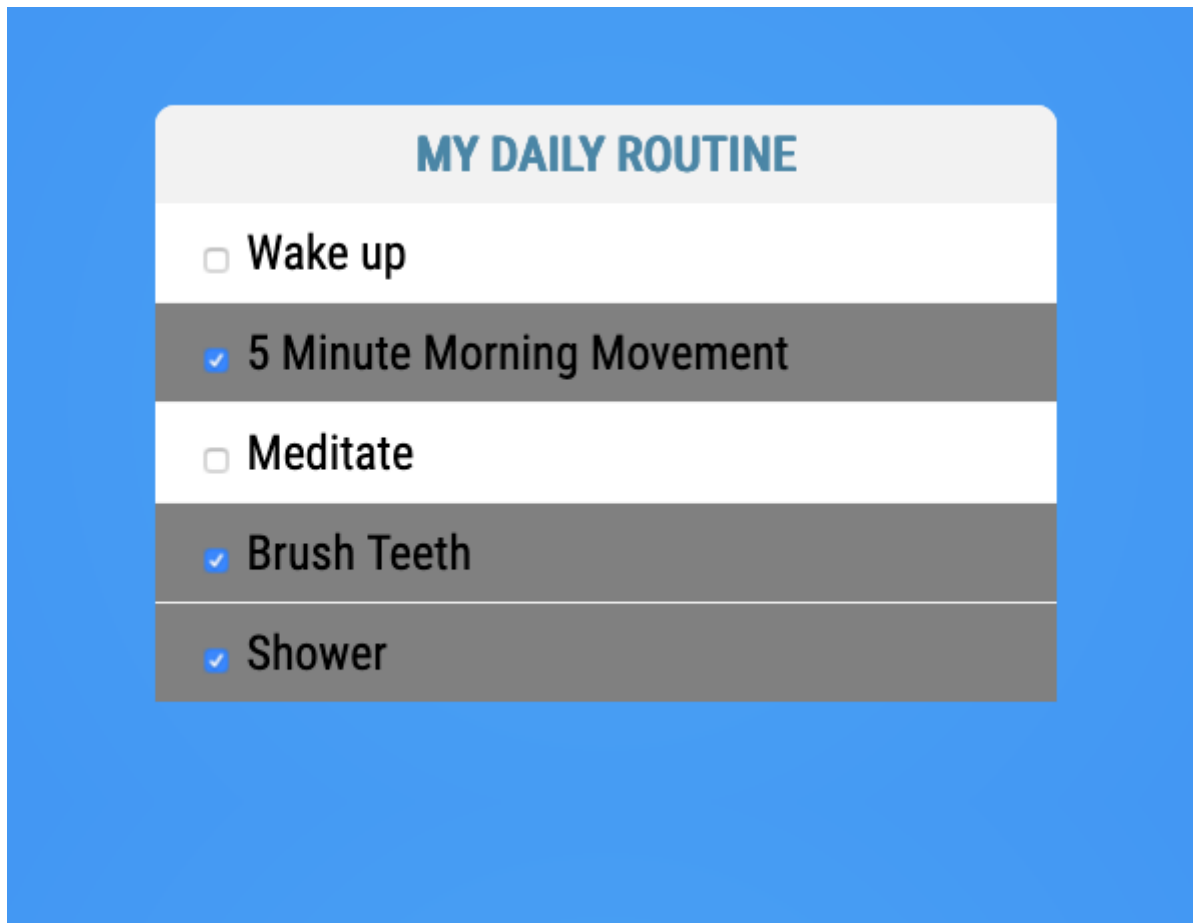 MY DAILY ROUTINE
Wake up
5 Minute Morning Movement
Meditate
Brush Teeth
Shower